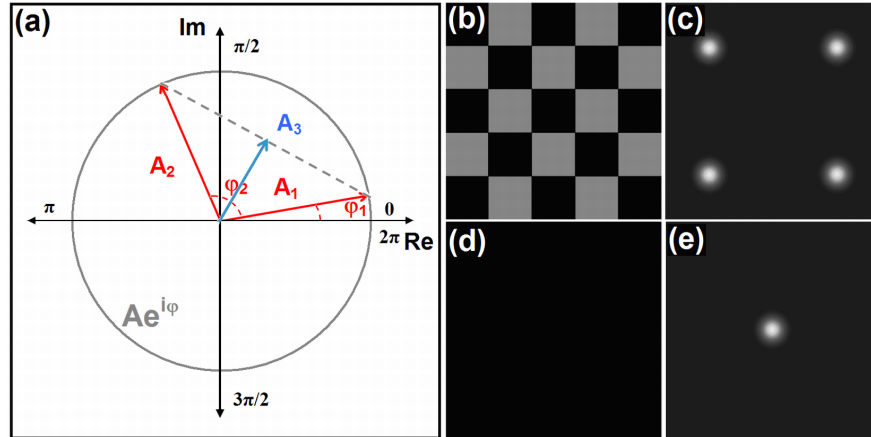 (a)
Im
π/2
A₃
A₂
φ₂
A₁
φ₁
π
0
2π
Re
Ae^{iφ}
3π/2
(b)
(c)
(d)
(e)